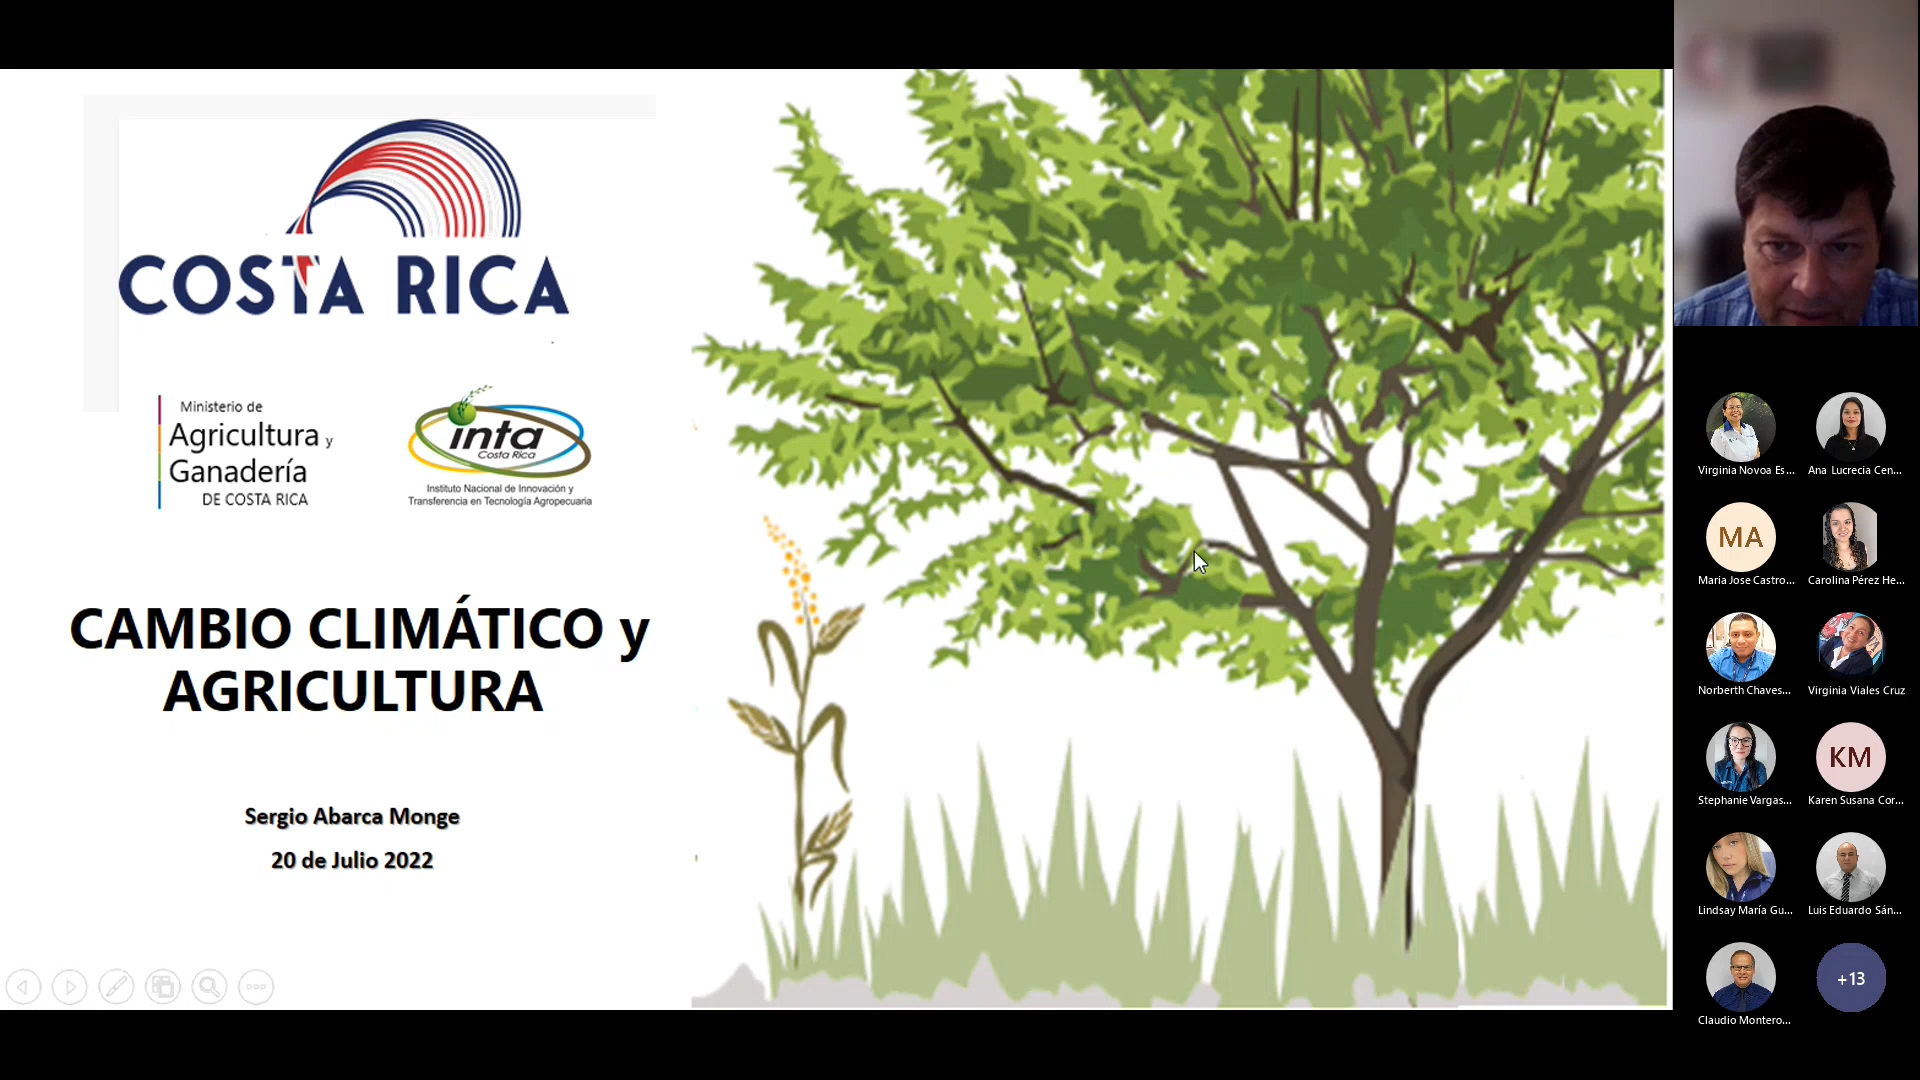 COSTA RICA
Ministerio de
Agricultura y
Ganadería
DE COSTA RICA
inta
Costa Rica
Instituto Nacional de Innovación y
Transferencia en Tecnología Agropecuaria
CAMBIO CLIMÁTICO y
AGRICULTURA
Sergio Abarca Monge
20 de Julio 2022
Virginia Novoa Es...
Ana Lucrecia Cen...
MA
Maria Jose Castro...
Carolina Pérez He...
Norberth Chaves...
Virginia Viales Cruz
Stephanie Vargas...
KM
Karen Susana Cor...
Lindsay María Gu...
Luis Eduardo Sán...
Claudio Montero...
+13